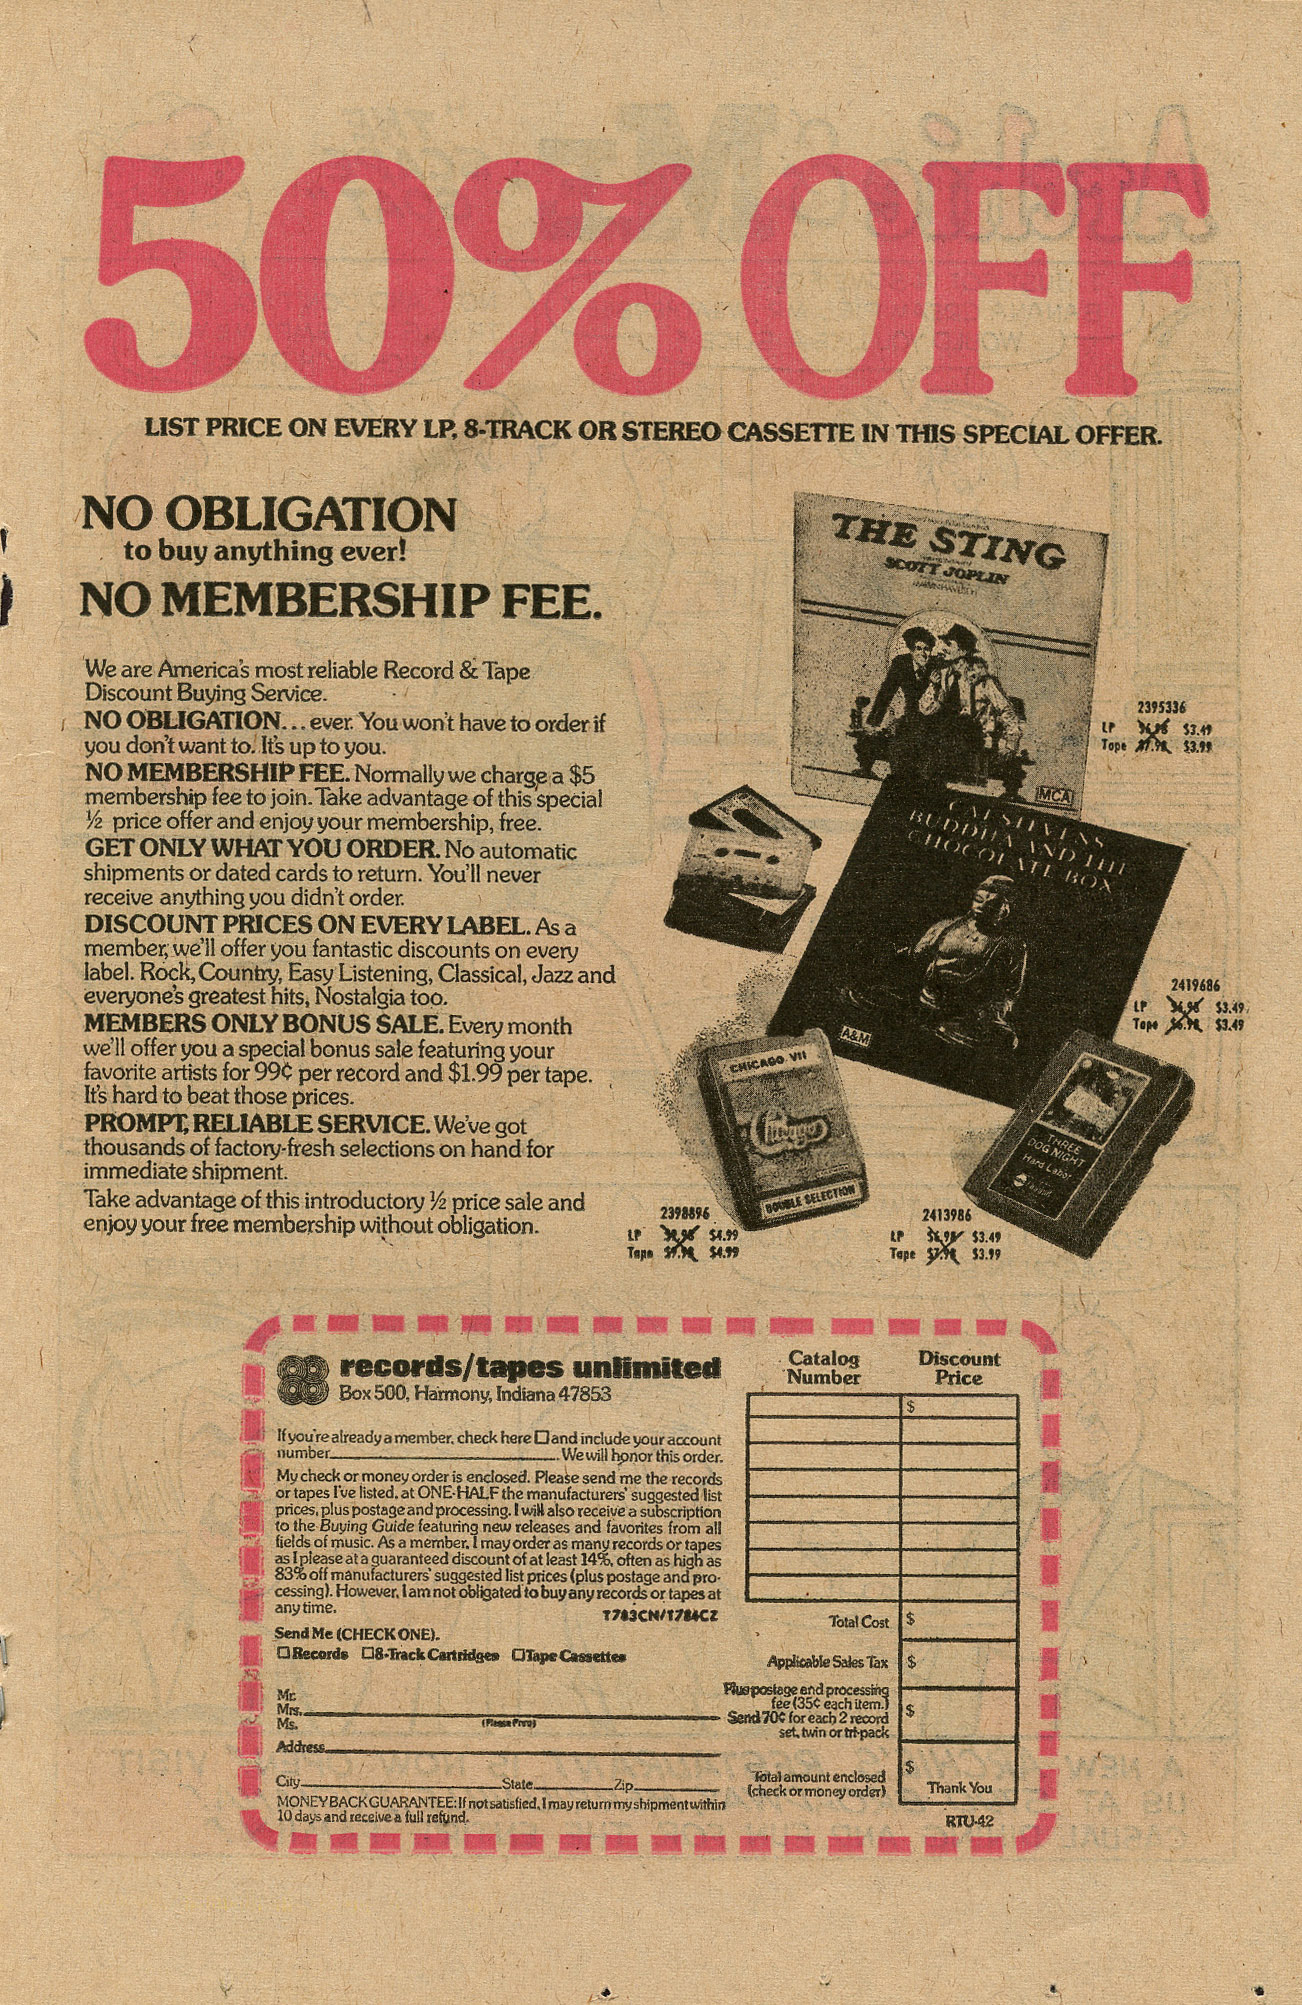 50% OFF
LIST PRICE ON EVERY LP, 8-TRACK OR STEREO CASSETTE IN THIS SPECIAL OFFER.
NO OBLIGATION
to buy anything ever!
NO MEMBERSHIP FEE.
We are America's most reliable Record & Tape
Discount Buying Service.
NO OBLIGATION... ever. You won't have to order if
you don't want to. It's up to you.
NO MEMBERSHIP FEE. Normally we charge a $5
membership fee to join. Take advantage of this special
½ price offer and enjoy your membership, free.
GET ONLY WHAT YOU ORDER. No automatic
shipments or dated cards to return. You'll never
receive anything you didn't order.
DISCOUNT PRICES ON EVERY LABEL. As a
member, we'll offer you fantastic discounts on every
label. Rock, Country, Easy Listening, Classical, Jazz and
everyone's greatest hits, Nostalgia too.
MEMBERS ONLY BONUS SALE. Every month
we'll offer you a special bonus sale featuring your
favorite artists for 99¢ per record and $1.99 per tape.
It's hard to beat those prices.
PROMPT, RELIABLE SERVICE. We've got
thousands of factory-fresh selections on hand for
immediate shipment.
Take advantage of this introductory ½ price sale and
enjoy your free membership without obligation.
THE STING
SCOTT JOPLIN
MCA
2395336
LP $6.98 $3.49
Tape $7.98 $3.99
CAT STEVENS
BUDDHA AND THE
CHOCOLATE BOX
A&M
2419686
LP $6.98 $3.49
Tape $6.98 $3.49
CHICAGO VII
Chicago
DOUBLE SELECTION
2398896
LP $9.98 $4.99
Tape $9.98 $4.99
THREE
DOG NIGHT
Hard Labor
2413986
LP $6.98 $3.49
Tape $7.98 $3.99
records/tapes unlimited
Box 500, Harmony, Indiana 47853
If you're already a member, check here and include your account
number We will honor this order.
My check or money order is enclosed. Please send me the records
or tapes I've listed, at ONE-HALF the manufacturers' suggested list
prices, plus postage and processing. I will also receive a subscription
to the Buying Guide featuring new releases and favorites from all
fields of music. As a member, I may order as many records or tapes
as I please at a guaranteed discount of at least 14%, often as high as
83% off manufacturers' suggested list prices (plus postage and pro-
cessing). However, I am not obligated to buy any records or tapes at
any time.
T783CN/1784CZ
Send Me (CHECK ONE).
Records 8-Track Cartridges Tape Cassettes
Mr.
Mrs.
Ms.
(Please Print)
Address
City State Zip
MONEY BACK GUARANTEE: If not satisfied, I may return my shipment within
10 days and receive a full refund.
Catalog Number
Discount Price
$
Total Cost $
Applicable Sales Tax $
Plus postage and processing
fee (35¢ each item.)
Send 70¢ for each 2 record
set, twin or tri-pack
$
Total amount enclosed
(check or money order)
$
Thank You
RTU-42